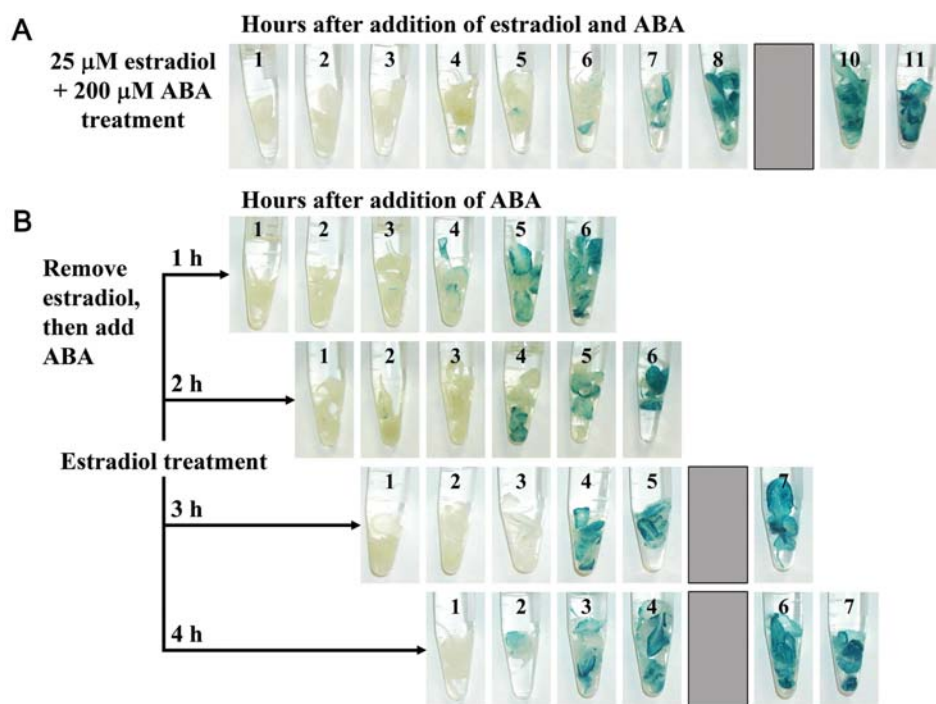 A
Hours after addition of estradiol and ABA
25 μM estradiol
+ 200 μM ABA
treatment
1 2 3 4 5 6 7 8 10 11
B
Hours after addition of ABA
Remove
estradiol,
then add
ABA
1 h
1 2 3 4 5 6
2 h
1 2 3 4 5 6
Estradiol treatment
3 h
1 2 3 4 5 7
4 h
1 2 3 4 6 7